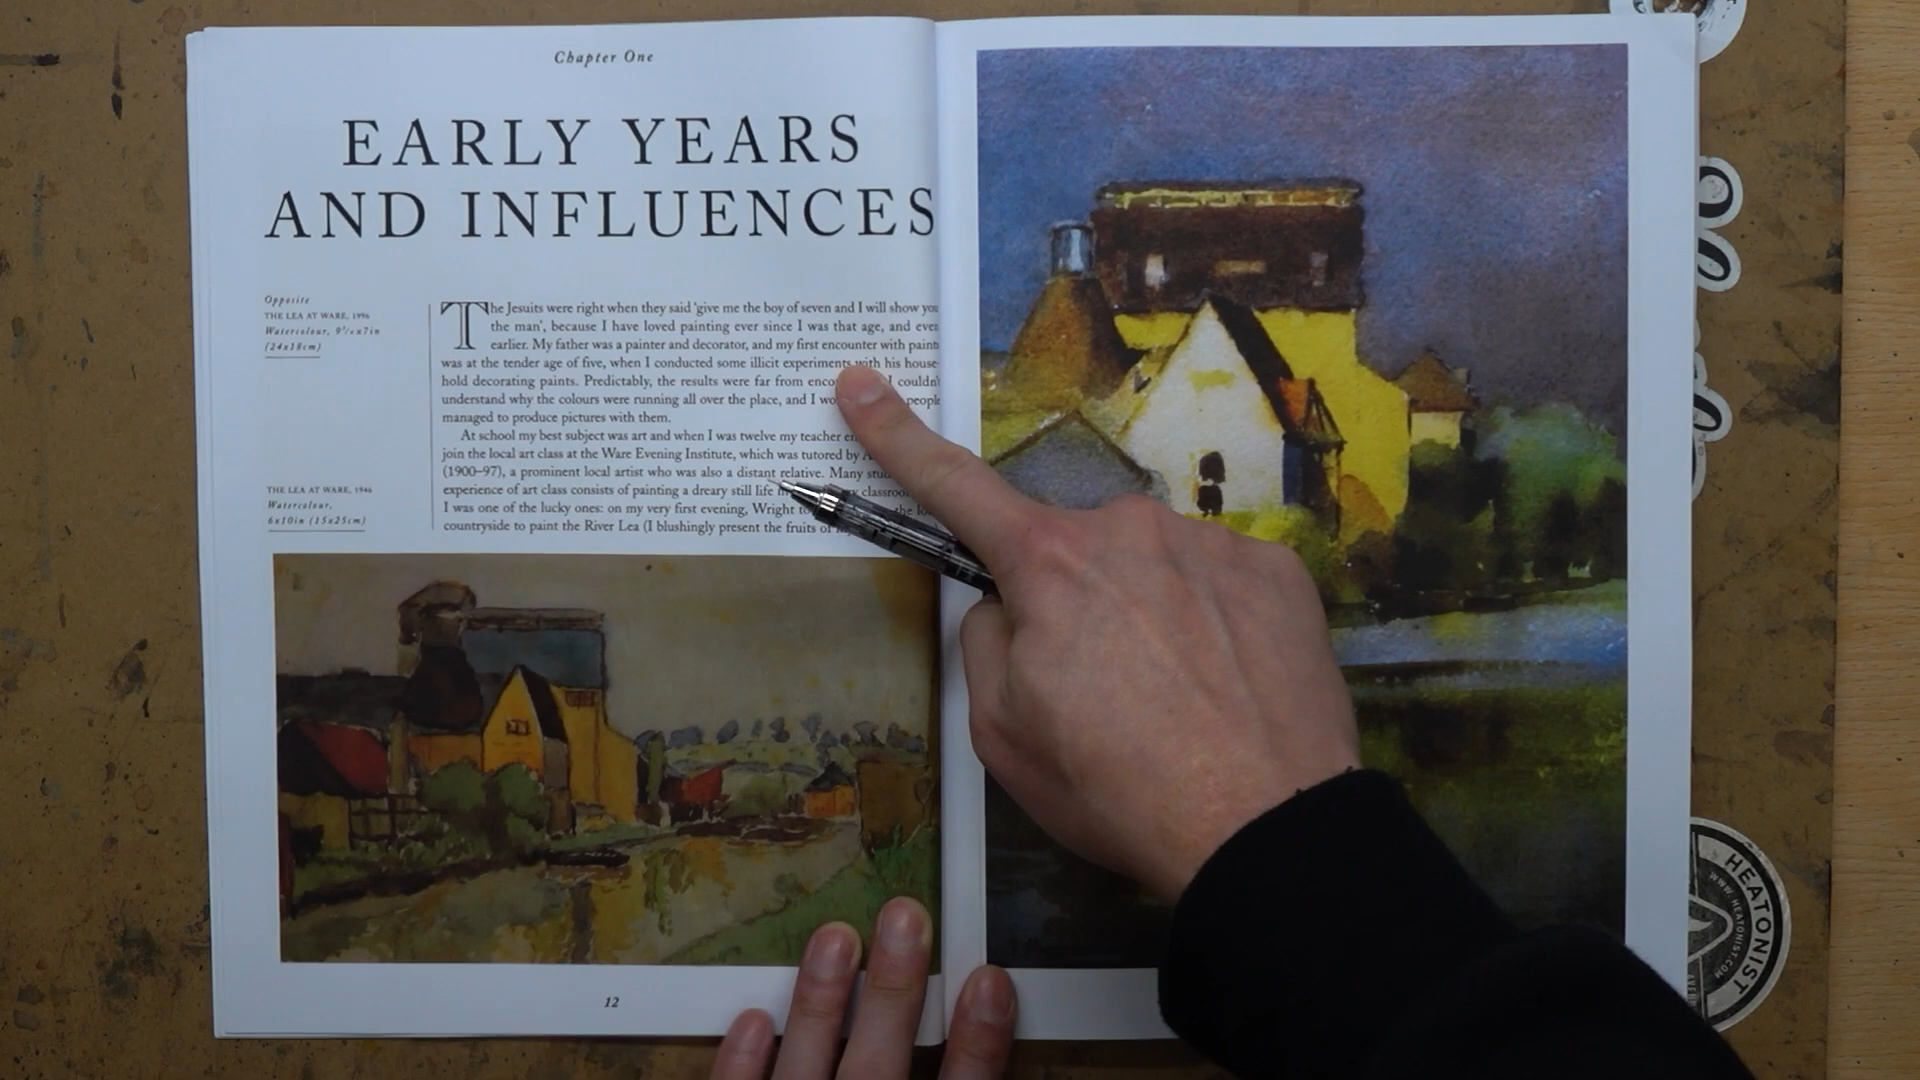 Chapter One
EARLY YEARS
AND INFLUENCES
Opposite
THE LEA AT WARE, 1996
Watercolour, 9½x7in
(24x18cm)
The Jesuits were right when they said 'give me the boy of seven and I will show you
the man', because I have loved painting ever since I was that age, and even
earlier. My father was a painter and decorator, and my first encounter with paint
was at the tender age of five, when I conducted some illicit experiments with his house-
hold decorating paints. Predictably, the results were far from I couldn't
understand why the colours were running all over the place, and I people
managed to produce pictures with them.
At school my best subject was art and when I was twelve my teacher
join the local art class at the Ware Evening Institute, which was tutored by
(1900–97), a prominent local artist who was also a distant relative. Many
experience of art class consists of painting a dreary still life
I was one of the lucky ones: on my very first evening, Wright the
countryside to paint the River Lea (I blushingly present the fruits of
THE LEA AT WARE, 1946
Watercolour,
6x10in (15x25cm)
12
HEATONIST
WWW.HEATONIST.COM